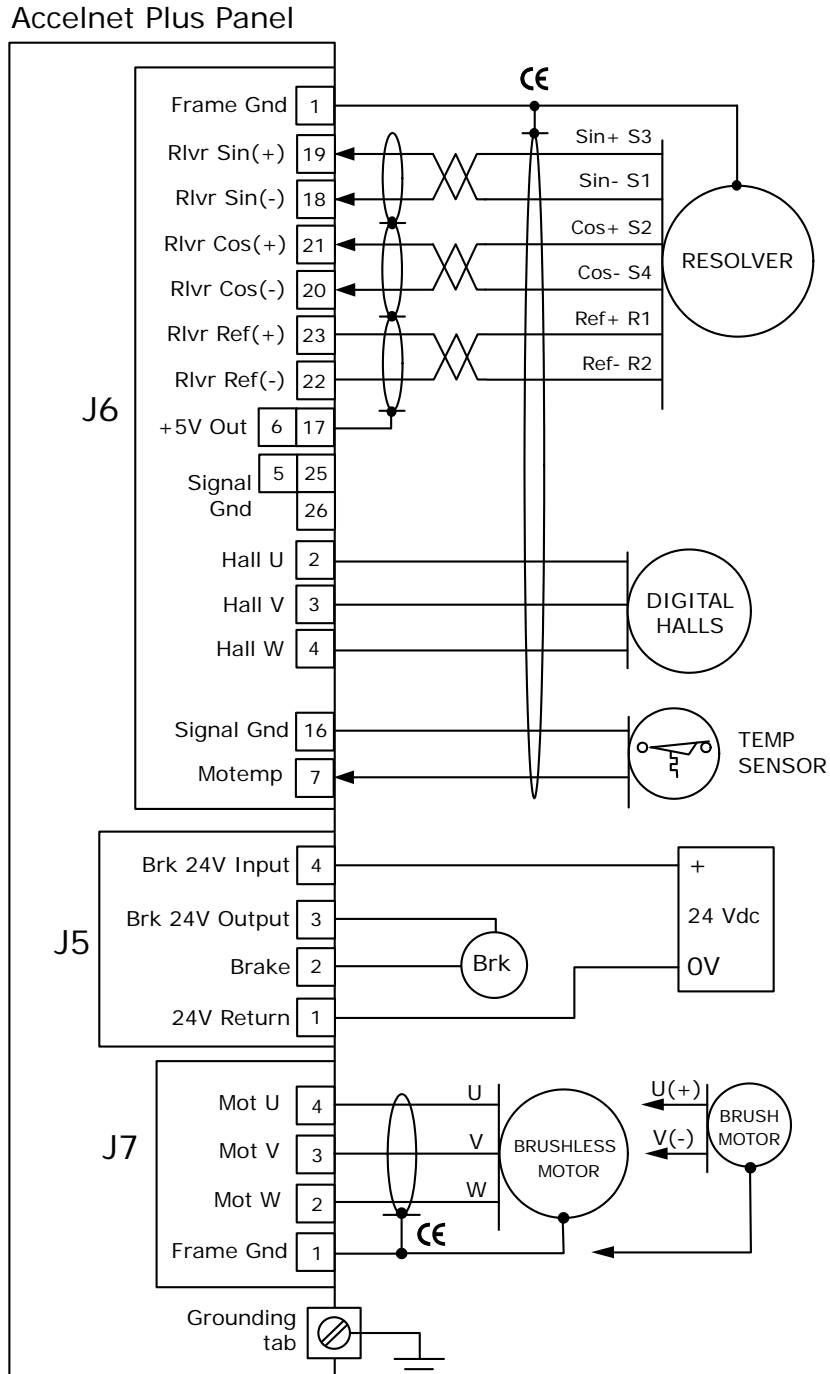 Accelnet Plus Panel
J6
Frame Gnd 1
CE
Rlvr Sin(+) 19 Sin+ S3
Rlvr Sin(-) 18 Sin- S1
Rlvr Cos(+) 21 Cos+ S2
RESOLVER
Rlvr Cos(-) 20 Cos- S4
Rlvr Ref(+) 23 Ref+ R1
Rlvr Ref(-) 22 Ref- R2
+5V Out 6 17
Signal 5 25
Gnd 26
Hall U 2
Hall V 3
Hall W 4
DIGITAL
HALLS
Signal Gnd 16
Motemp 7
TEMP
SENSOR
J5
Brk 24V Input 4
Brk 24V Output 3
Brake 2
24V Return 1
Brk
+
24 Vdc
0V
J7
Mot U 4 U
Mot V 3 V
Mot W 2 W
Frame Gnd 1
CE
BRUSHLESS
MOTOR
U(+)
V(-)
BRUSH
MOTOR
Grounding
tab